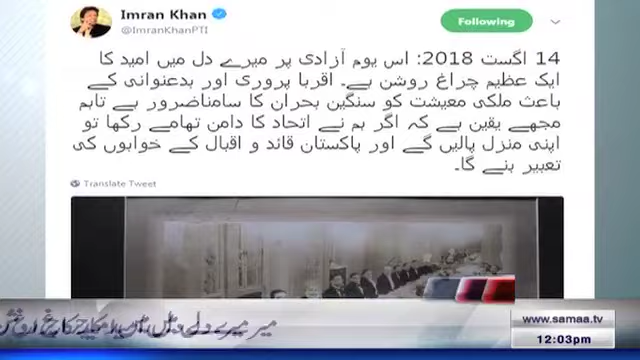 Imran Khan
@ImranKhanPTI
Following
14 اگست 2018: اس یوم آزادی پر میرے دل میں امید کا
ایک عظیم چراغ روشن ہے۔ اقربا پروری اور بدعنوانی کے
باعث ملکی معیشت کو سنگین بحران کا سامناضرور ہے تاہم
مجھے یقین ہے کہ اگر ہم نے اتحاد کا دامن تھامے رکھا تو
اپنی منزل پالیں گے اور پاکستان قائد و اقبال کے خوابوں کی
تعبیر بنے گا۔
Translate Tweet
www.samaa.tv
12:03pm